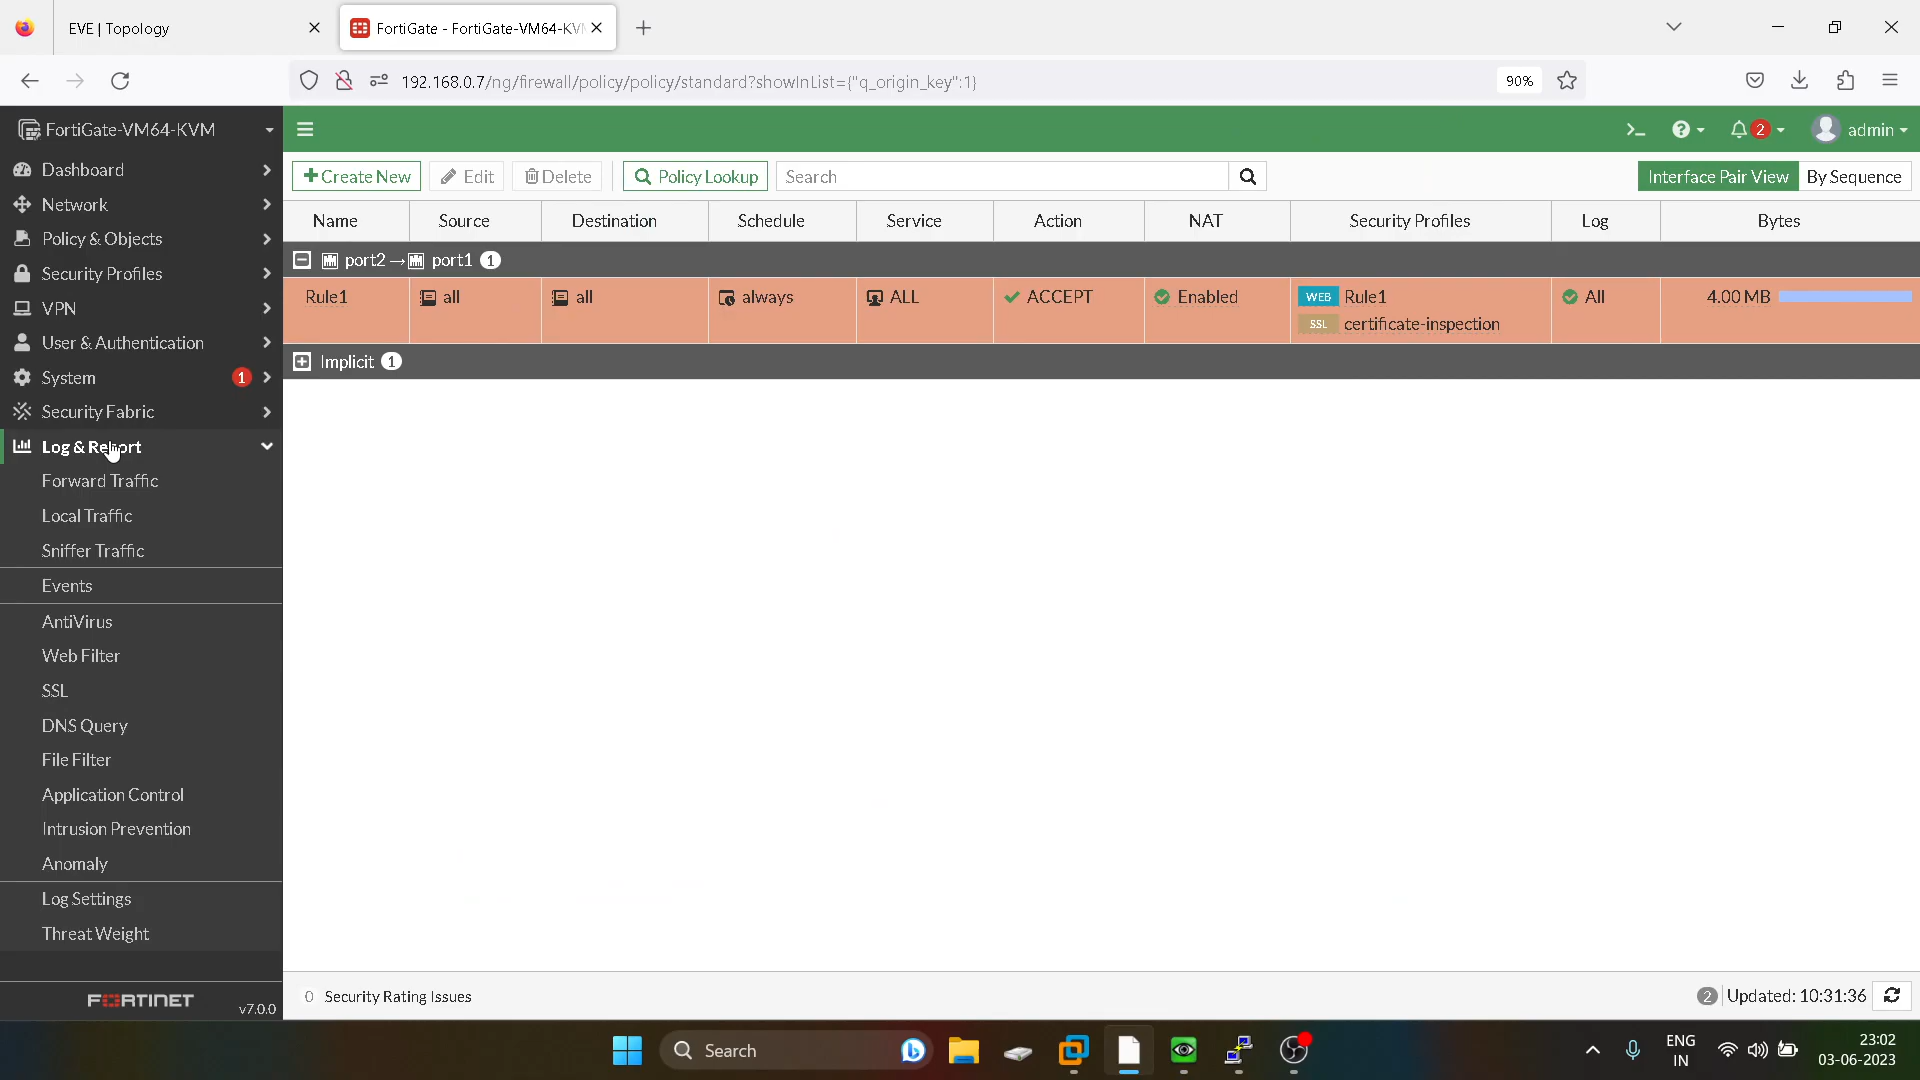 EVE | Topology
FortiGate - FortiGate-VM64-KV
192.168.0.7/ng/firewall/policy/policy/standard?showInList={"q_origin_key":1}
90%
FortiGate-VM64-KVM
2
admin
Dashboard
Network
Policy & Objects
Security Profiles
VPN
User & Authentication
System 1
Security Fabric
Log & Report
Forward Traffic
Local Traffic
Sniffer Traffic
Events
AntiVirus
Web Filter
SSL
DNS Query
File Filter
Application Control
Intrusion Prevention
Anomaly
Log Settings
Threat Weight
FORTINET v7.0.0
+Create New Edit Delete Policy Lookup Search Interface Pair View By Sequence
Name Source Destination Schedule Service Action NAT Security Profiles Log Bytes
port2 → port1 1
Rule1 all all always ALL ACCEPT Enabled WEB Rule1 All 4.00 MB
SSL certificate-inspection
Implicit 1
0 Security Rating Issues
2 Updated: 10:31:36
Search
ENG
IN
23:02
03-06-2023